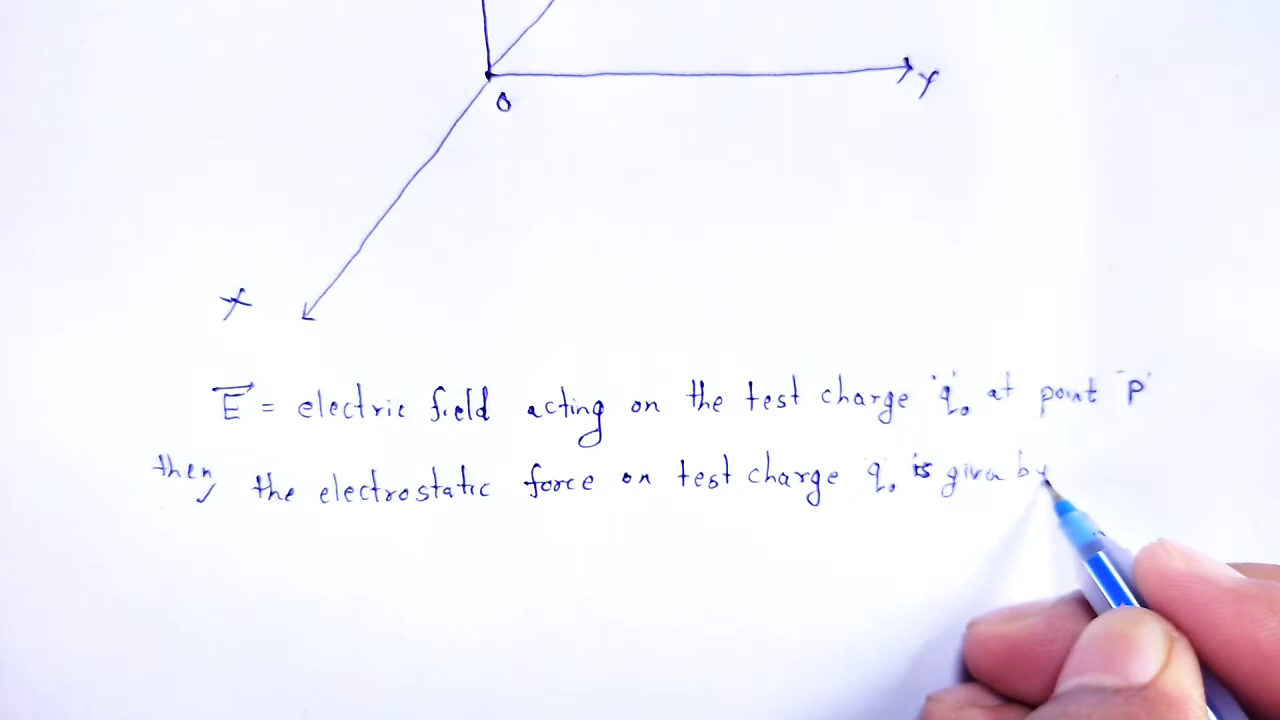 Y
O
X
E = electric field acting on the test charge 'q₀' at point 'P'
then, the electrostatic force on test charge q₀ is given by